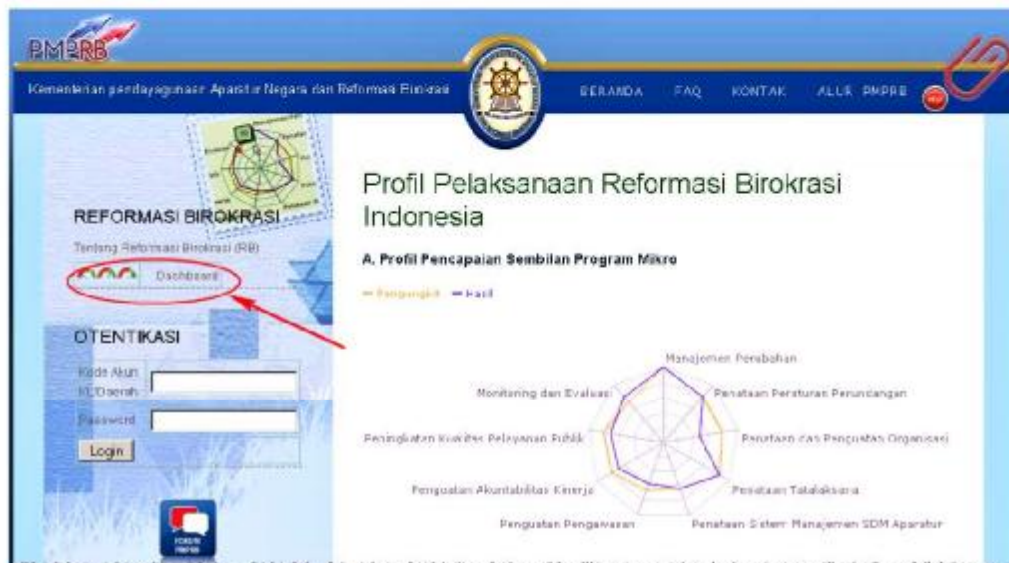 PMPRB
Kementerian pendayagunaan Aparatur Negara dan Reformasi Birokrasi
BERANDA FAQ KONTAK ALUR PMPRB
REFORMASI BIROKRASI
Tentang Reformasi Birokrasi (RB)
Dashboard
OTENTIKASI
Kode Akun
K/L/Daerah
Password
Login
FORUM
PMPRB
Profil Pelaksanaan Reformasi Birokrasi
Indonesia
A. Profil Pencapaian Sembilan Program Mikro
Pengungkit Hasil
Manajemen Perubahan
Monitoring dan Evaluasi
Penataan Peraturan Perundangan
Peningkatan Kualitas Pelayanan Publik
Penataan dan Penguatan Organisasi
Penguatan Akuntabilitas Kinerja
Penataan Tatalaksana
Penguatan Pengawasan
Penataan Sistem Manajemen SDM Aparatur